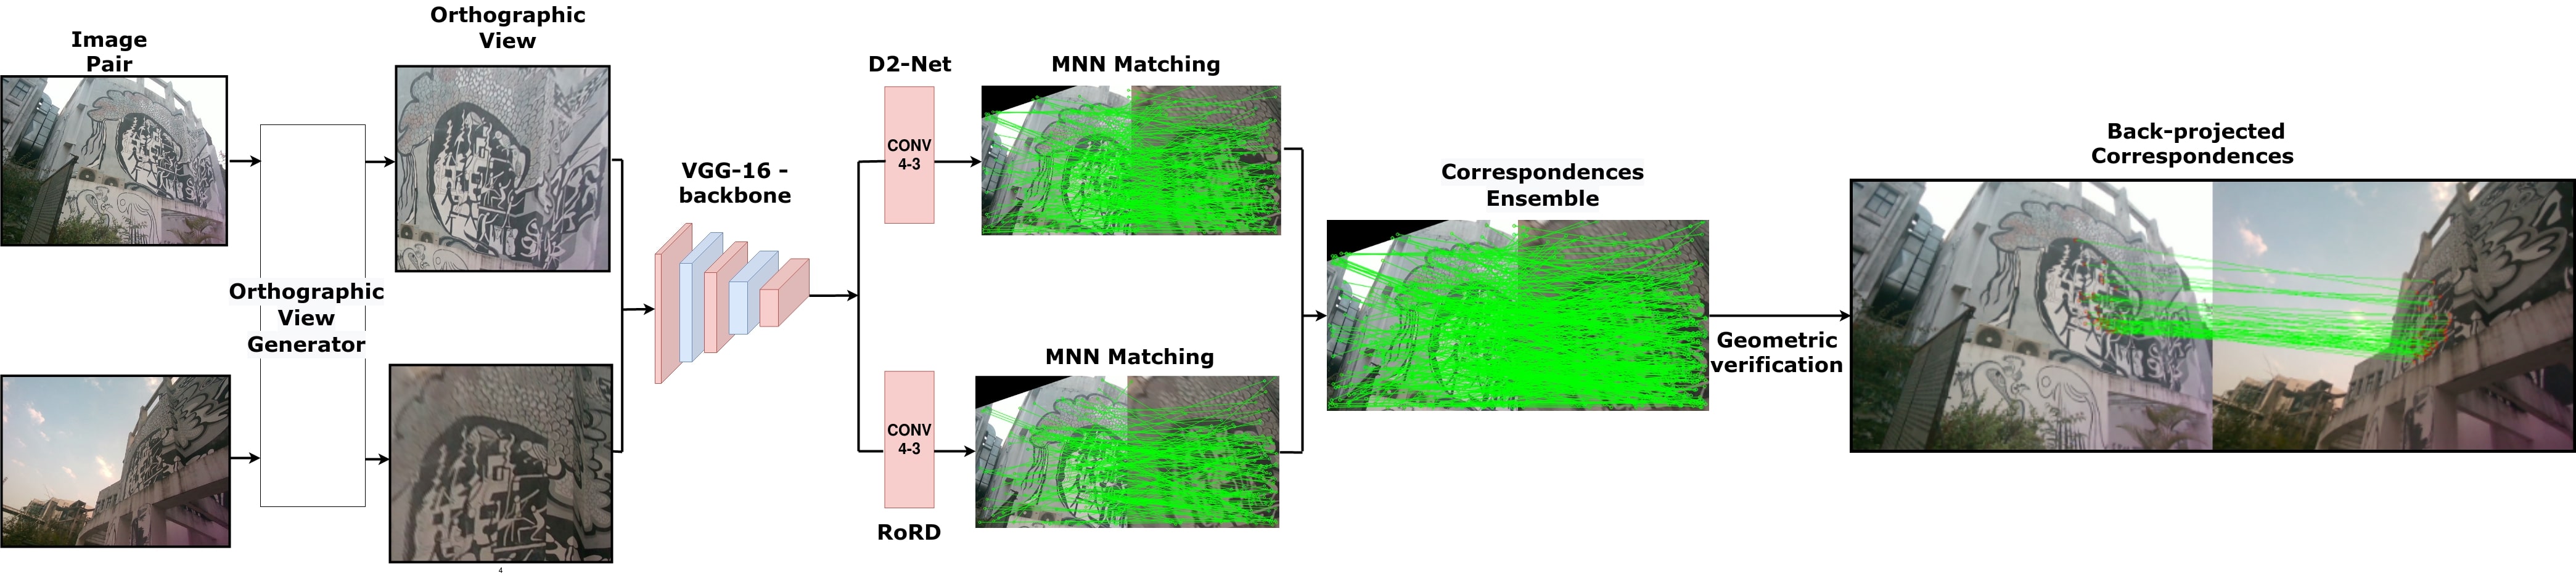 Image
Pair
Orthographic
View
Generator
Orthographic
View
VGG-16 -
backbone
D2-Net
CONV
4-3
MNN Matching
CONV
4-3
RoRD
MNN Matching
Correspondences
Ensemble
Geometric
verification
Back-projected
Correspondences
4